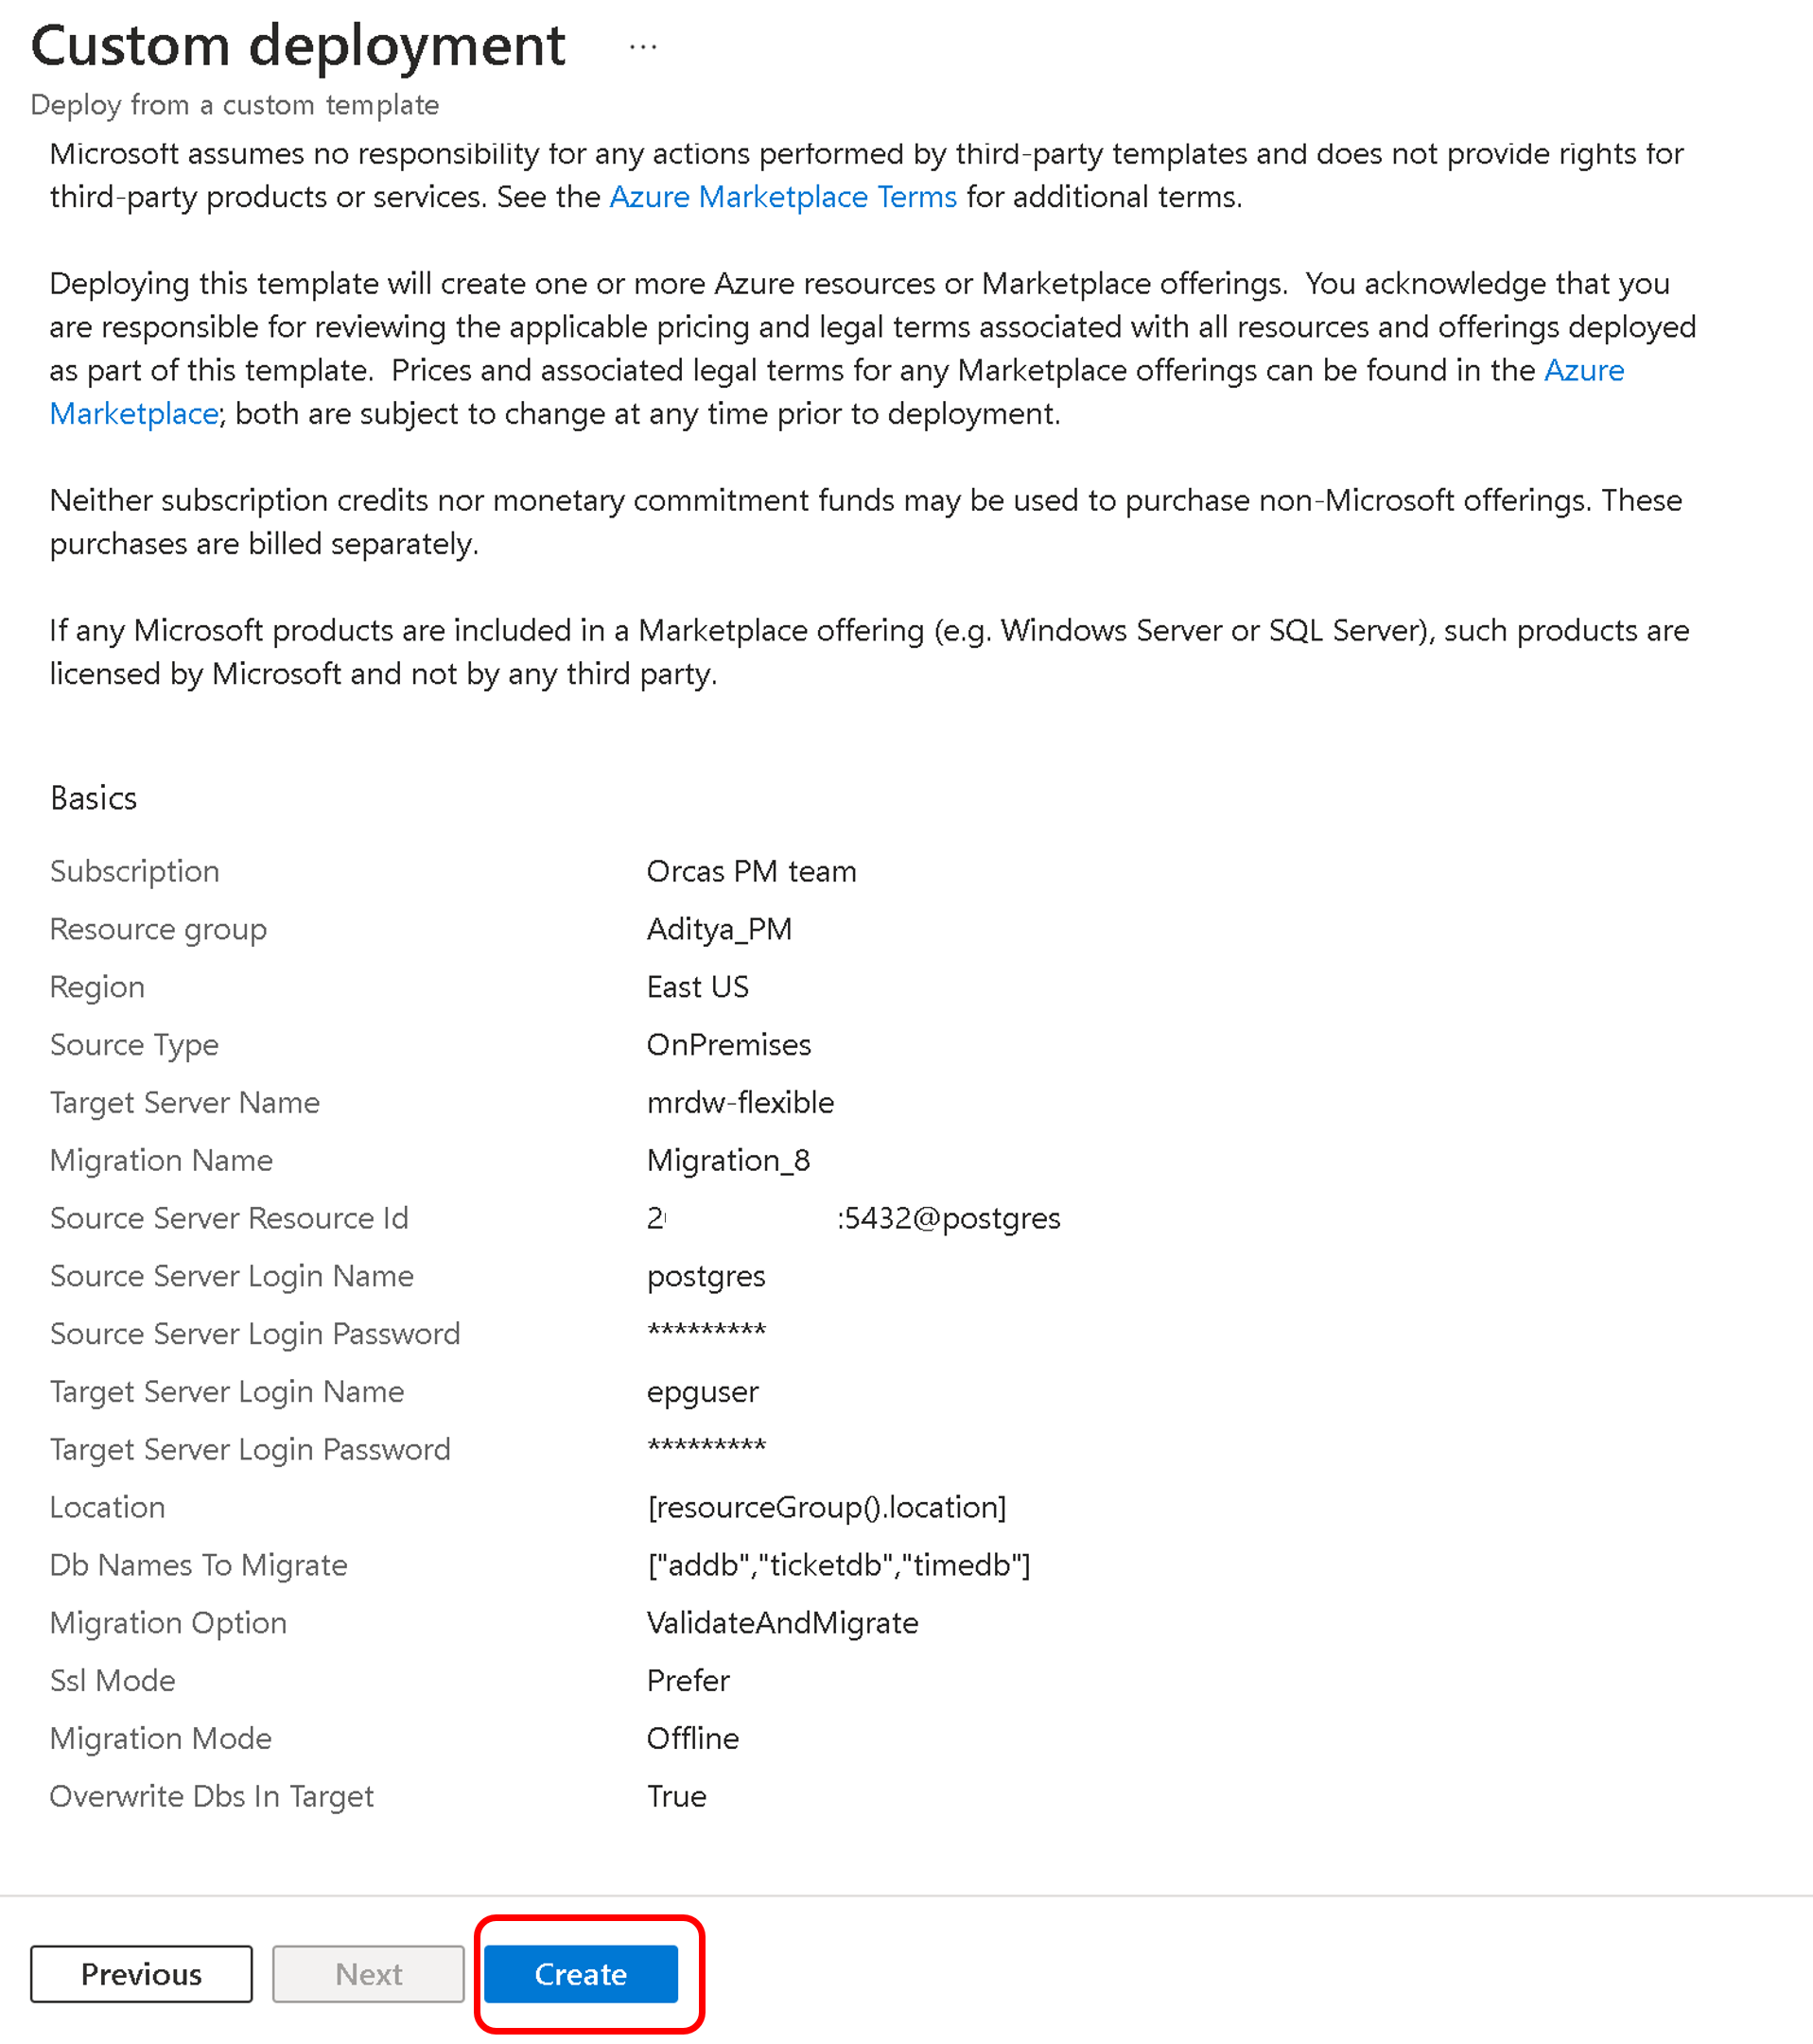 Custom deployment ...
Deploy from a custom template
Microsoft assumes no responsibility for any actions performed by third-party templates and does not provide rights for
third-party products or services. See the Azure Marketplace Terms for additional terms.
Deploying this template will create one or more Azure resources or Marketplace offerings.  You acknowledge that you
are responsible for reviewing the applicable pricing and legal terms associated with all resources and offerings deployed
as part of this template.  Prices and associated legal terms for any Marketplace offerings can be found in the Azure
Marketplace; both are subject to change at any time prior to deployment.
Neither subscription credits nor monetary commitment funds may be used to purchase non-Microsoft offerings. These
purchases are billed separately.
If any Microsoft products are included in a Marketplace offering (e.g. Windows Server or SQL Server), such products are
licensed by Microsoft and not by any third party.
Basics
Subscription Orcas PM team
Resource group Aditya_PM
Region East US
Source Type OnPremises
Target Server Name mrdw-flexible
Migration Name Migration_8
Source Server Resource Id 2 :5432@postgres
Source Server Login Name postgres
Source Server Login Password *********
Target Server Login Name epguser
Target Server Login Password *********
Location [resourceGroup().location]
Db Names To Migrate ["addb","ticketdb","timedb"]
Migration Option ValidateAndMigrate
Ssl Mode Prefer
Migration Mode Offline
Overwrite Dbs In Target True
Previous Next Create